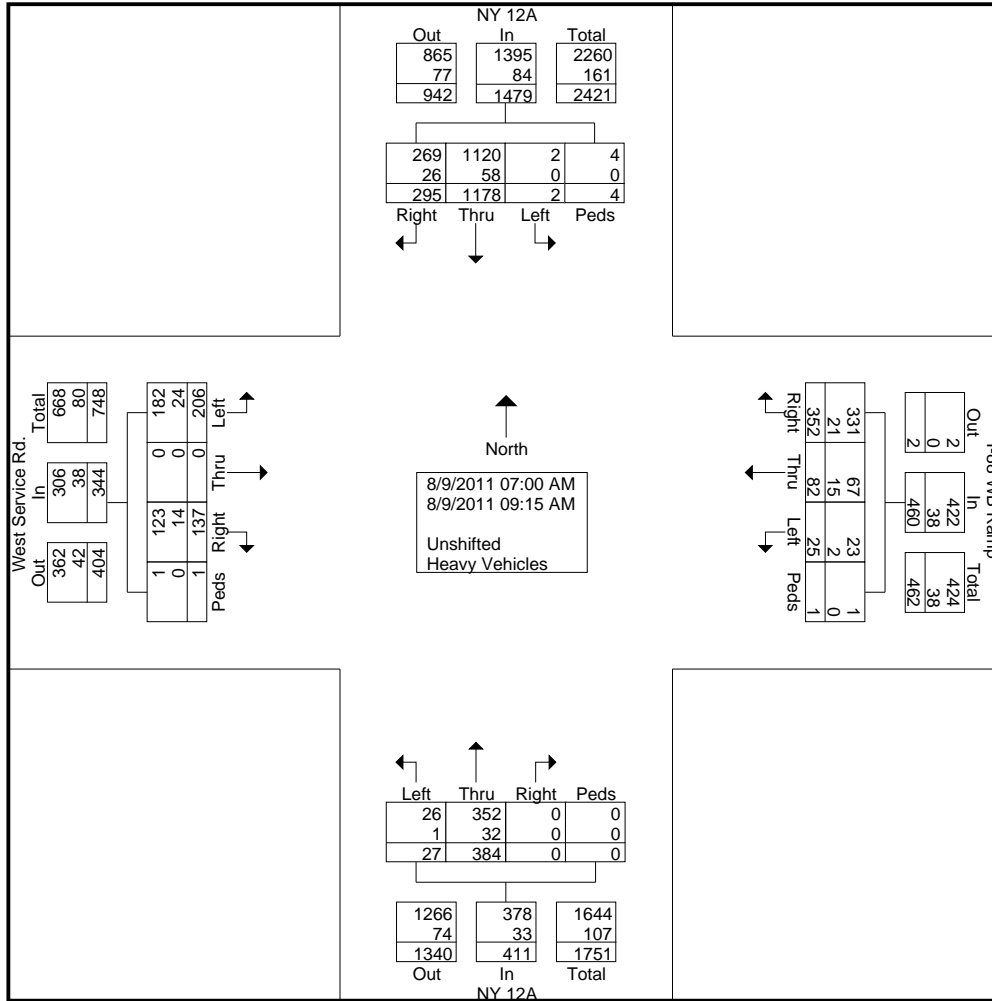 NY 12A
Out In Total
865 1395 2260
77 84 161
942 1479 2421
269 1120 2 4
26 58 0 0
295 1178 2 4
Right Thru Left Peds
West Service Rd.
Total In Out
668 306 362
80 38 42
748 344 404
182 0 123 1
24 0 14 0
206 0 137 1
Left Thru Right Peds
North
8/9/2011 07:00 AM
8/9/2011 09:15 AM
Unshifted
Heavy Vehicles
Right Thru Left Peds
352 82 25 1
21 15 2 0
331 67 23 1
Out In Total
2 422 424
0 38 38
2 460 462
WB Ramp
Left Thru Right Peds
26 352 0 0
1 32 0 0
27 384 0 0
1266 378 1644
74 33 107
1340 411 1751
Out In Total
NY 12A